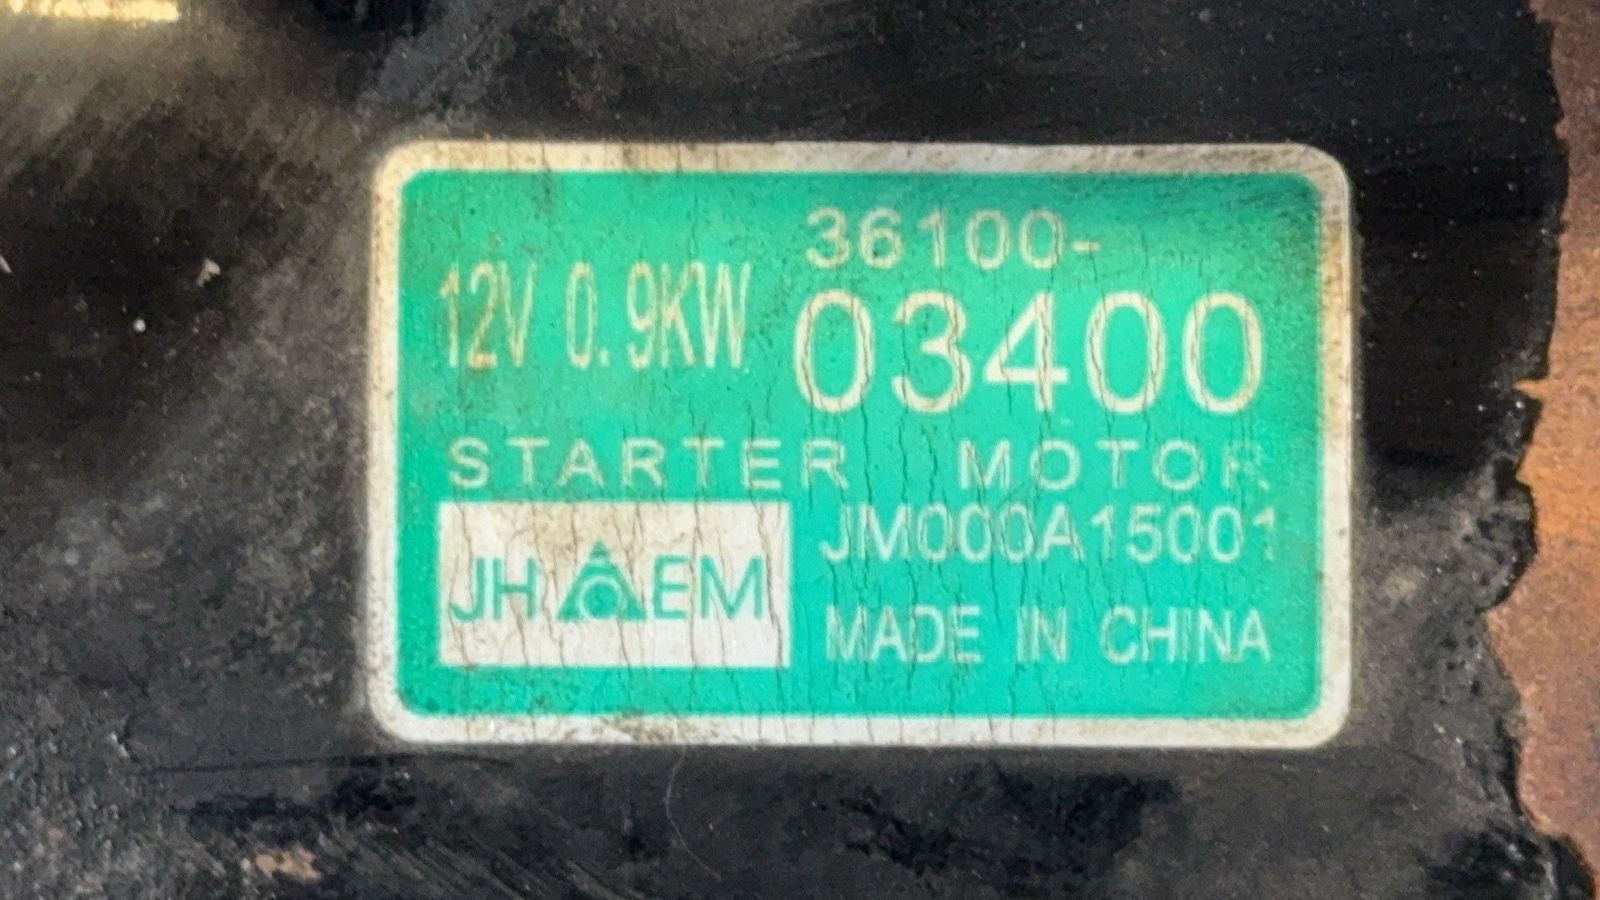 36100-
12V 0.9KW 03400
STARTER MOTOR
JH EM JM000A15001
MADE IN CHINA